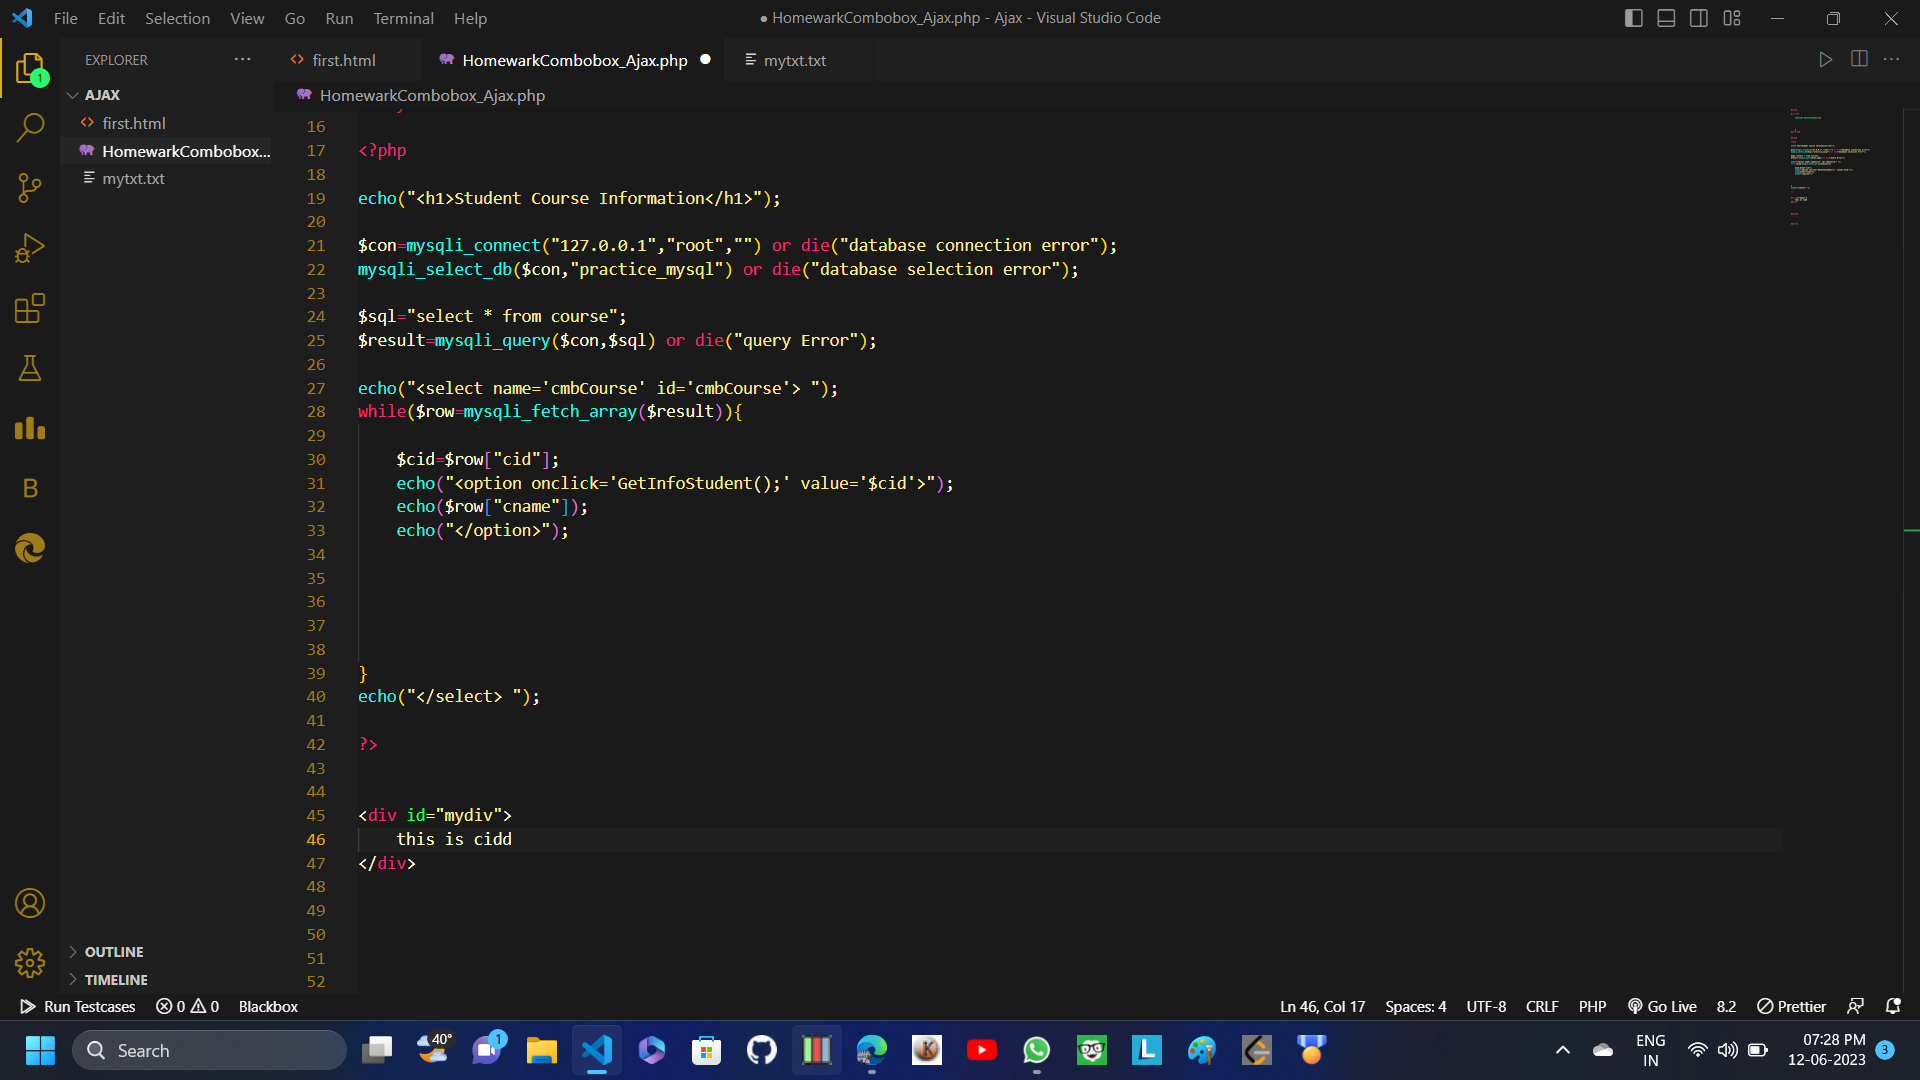 File Edit Selection View Go Run Terminal Help
● HomewarkCombobox_Ajax.php - Ajax - Visual Studio Code
EXPLORER
1
AJAX
first.html
HomewarkCombobox...
mytxt.txt
OUTLINE
TIMELINE
first.html
HomewarkCombobox_Ajax.php
mytxt.txt
HomewarkCombobox_Ajax.php
16
17 <?php
18
19 echo("<h1>Student Course Information</h1>");
20
21 $con=mysqli_connect("127.0.0.1","root","") or die("database connection error");
22 mysqli_select_db($con,"practice_mysql") or die("database selection error");
23
24 $sql="select * from course";
25 $result=mysqli_query($con,$sql) or die("query Error");
26
27 echo("<select name='cmbCourse' id='cmbCourse'> ");
28 while($row=mysqli_fetch_array($result)){
29
30 $cid=$row["cid"];
31 echo("<option onclick='GetInfoStudent();' value='$cid'>");
32 echo($row["cname"]);
33 echo("</option>");
34
35
36
37
38
39 }
40 echo("</select> ");
41
42 ?>
43
44
45 <div id="mydiv">
46 this is cidd
47 </div>
48
49
50
51
52
Run Testcases 0 0 Blackbox
Ln 46, Col 17 Spaces: 4 UTF-8 CRLF PHP Go Live 8.2 Prettier
Search
40°
1
ENG
IN
07:28 PM
12-06-2023
3